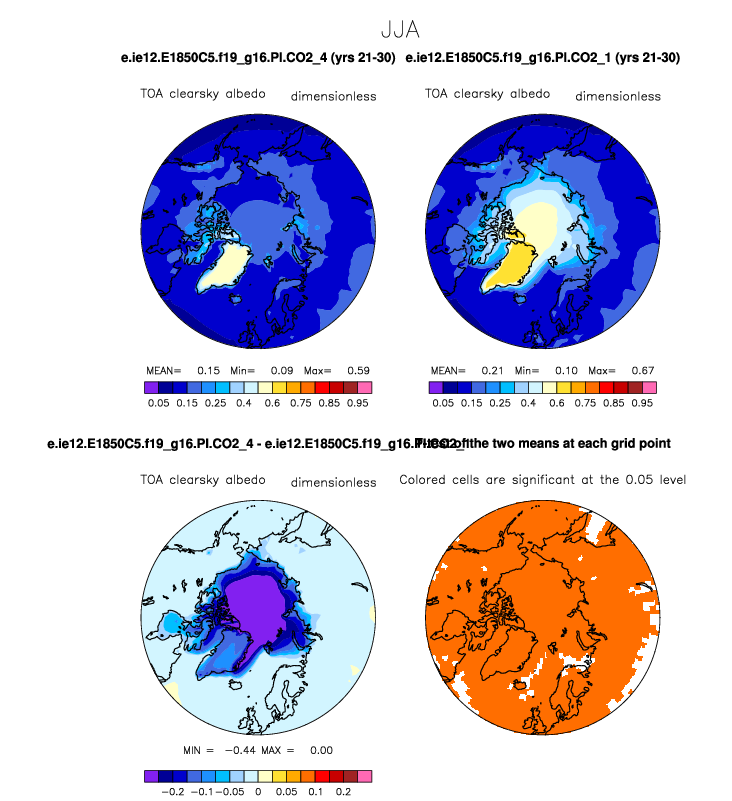 JJA
e.ie12.E1850C5.f19_g16.PI.CO2_4 (yrs 21-30) e.ie12.E1850C5.f19_g16.PI.CO2_1 (yrs 21-30)
TOA clearsky albedo dimensionless TOA clearsky albedo dimensionless
MEAN= 0.15 Min= 0.09 Max= 0.59 MEAN= 0.21 Min= 0.10 Max= 0.67
0.05 0.15 0.25 0.4 0.6 0.75 0.85 0.95 0.05 0.15 0.25 0.4 0.6 0.75 0.85 0.95
e.ie12.E1850C5.f19_g16.PI.CO2_4 - e.ie12.E1850C5.f19_g16.PI.CO2_ of the two means at each grid point
TOA clearsky albedo dimensionless Colored cells are significant at the 0.05 level
MIN = -0.44 MAX = 0.00
-0.2 -0.1 -0.05 0 0.05 0.1 0.2